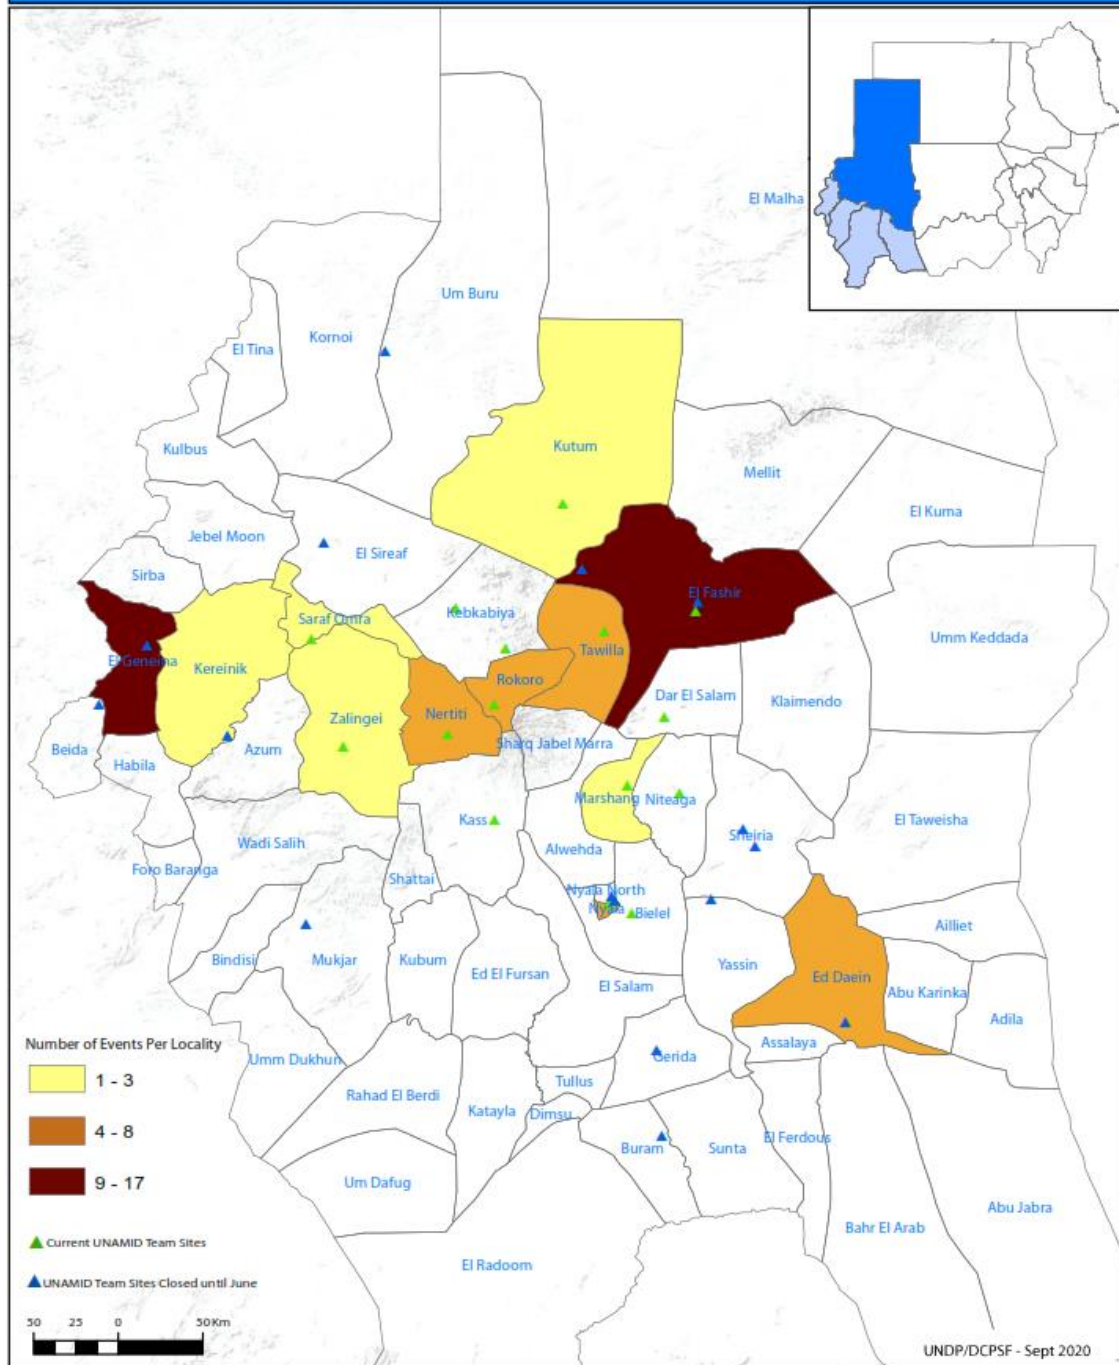 El Malha
Um Buru
Kornoi
El Tina
Kutum
Kulbus
Mellit
El Kuma
Jebel Moon
El Sireaf
Sirba
El Fashir
Kebkabiya
Saraf Omra
Umm Keddada
Tawilla
El Geneina
Kereinik
Rokoro
Dar El Salam
Klaimendo
Nertiti
Zalingei
Beida
Azum
Sharq Jabel Marra
Habila
Marshang
Niteaga
Kass
El Taweisha
Sheiria
Wadi Salih
Alwehda
Foro Baranga
Shattai
Nyala North
Nyala
Bielel
Ailliet
Bindisi
Mukjar
Kubum
Ed El Fursan
Yassin
Ed Daein
El Salam
Abu Karinka
Adila
Number of Events Per Locality
Assalaya
Umm Dukhun
Gerida
1 - 3
Tullus
Rahad El Berdi
Katayla
Dimsu
4 - 8
El Ferdous
Buram
Sunta
9 - 17
Um Dafug
Abu Jabra
Bahr El Arab
Current UNAMID Team Sites
El Radoom
UNAMID Team Sites Closed until June
50 25 0 50 Km
UNDP/DCPSF - Sept 2020